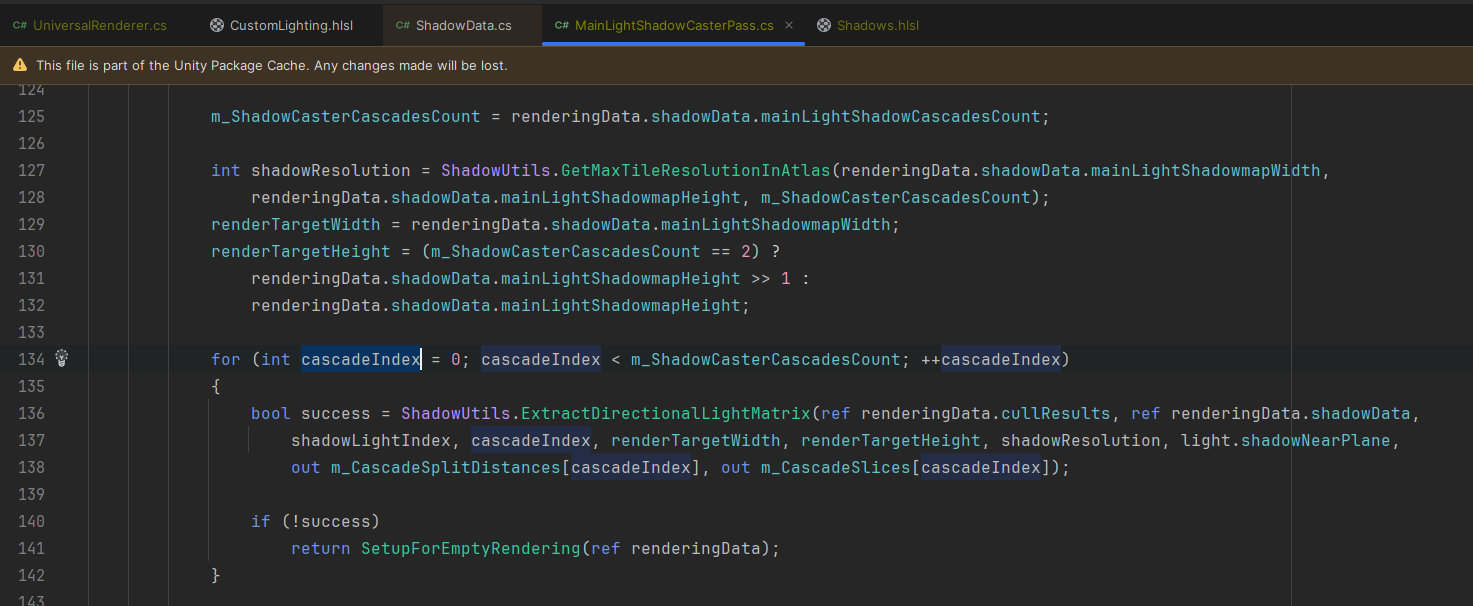 C# UniversalRenderer.cs CustomLighting.hlsl C# ShadowData.cs C# MainLightShadowCasterPass.cs × Shadows.hlsl
This file is part of the Unity Package Cache. Any changes made will be lost.
124
125 m_ShadowCasterCascadesCount = renderingData.shadowData.mainLightShadowCascadesCount;
126
127 int shadowResolution = ShadowUtils.GetMaxTileResolutionInAtlas(renderingData.shadowData.mainLightShadowmapWidth,
128 renderingData.shadowData.mainLightShadowmapHeight, m_ShadowCasterCascadesCount);
129 renderTargetWidth = renderingData.shadowData.mainLightShadowmapWidth;
130 renderTargetHeight = (m_ShadowCasterCascadesCount == 2) ?
131 renderingData.shadowData.mainLightShadowmapHeight >> 1 :
132 renderingData.shadowData.mainLightShadowmapHeight;
133
134 for (int cascadeIndex = 0; cascadeIndex < m_ShadowCasterCascadesCount; ++cascadeIndex)
135 {
136 bool success = ShadowUtils.ExtractDirectionalLightMatrix(ref renderingData.cullResults, ref renderingData.shadowData,
137 shadowLightIndex, cascadeIndex, renderTargetWidth, renderTargetHeight, shadowResolution, light.shadowNearPlane,
138 out m_CascadeSplitDistances[cascadeIndex], out m_CascadeSlices[cascadeIndex]);
139
140 if (!success)
141 return SetupForEmptyRendering(ref renderingData);
142 }
143